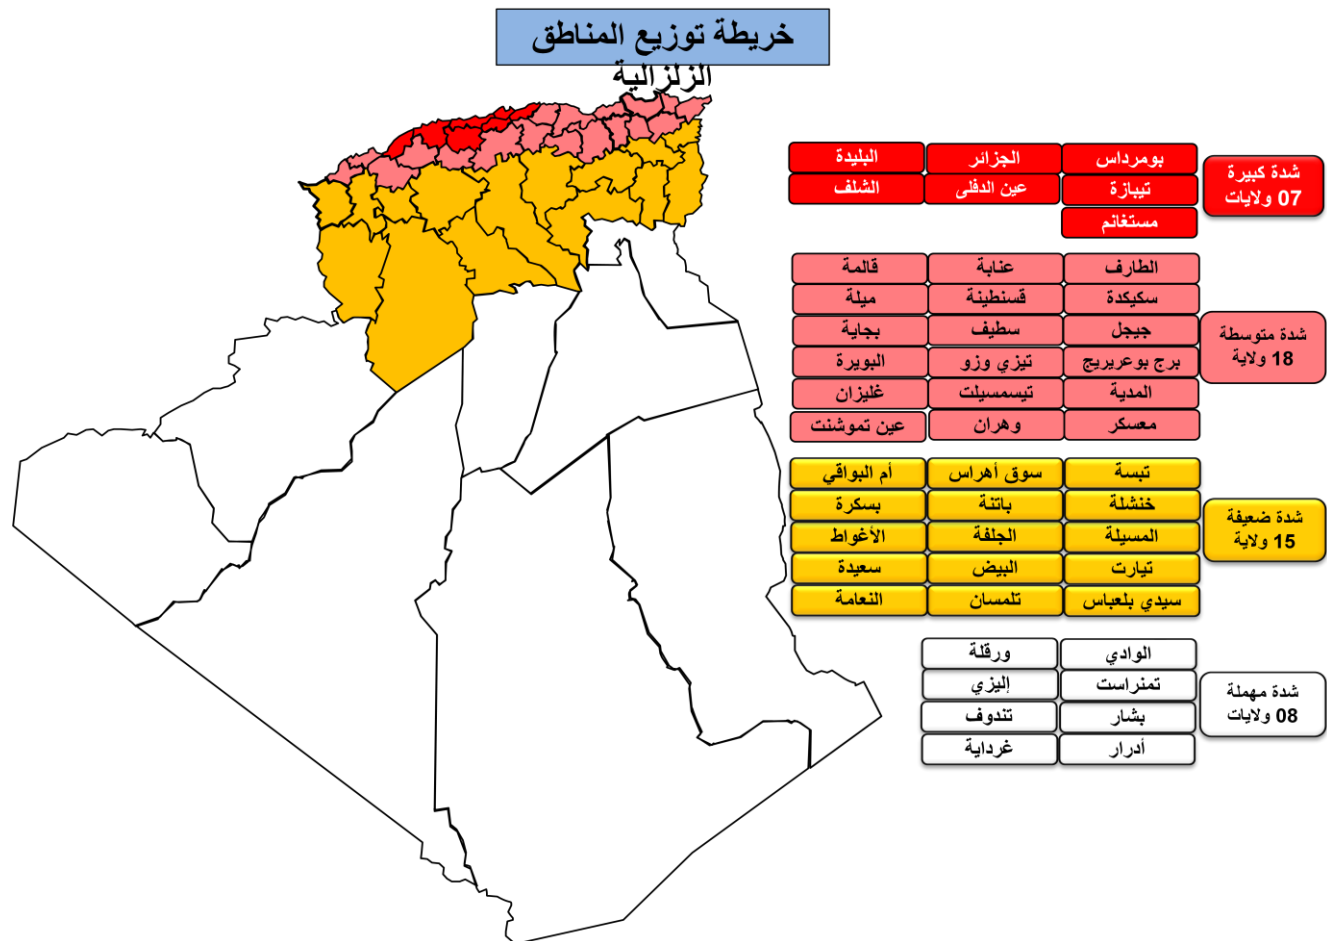 خريطة توزيع المناطق
الزلزالية
شدة كبيرة
07 ولايات
بومرداس الجزائر البليدة
تيبازة عين الدفلى الشلف
مستغانم
شدة متوسطة
18 ولاية
الطارف عنابة قالمة
سكيكدة قسنطينة ميلة
جيجل سطيف بجاية
برج بوعريريج تيزي وزو البويرة
المدية تيسمسيلت غليزان
معسكر وهران عين تموشنت
شدة ضعيفة
15 ولاية
تبسة سوق أهراس أم البواقي
خنشلة باتنة بسكرة
المسيلة الجلفة الأغواط
تيارت البيض سعيدة
سيدي بلعباس تلمسان النعامة
شدة مهملة
08 ولايات
الوادي ورقلة
تمنراست إليزي
بشار تندوف
أدرار غرداية